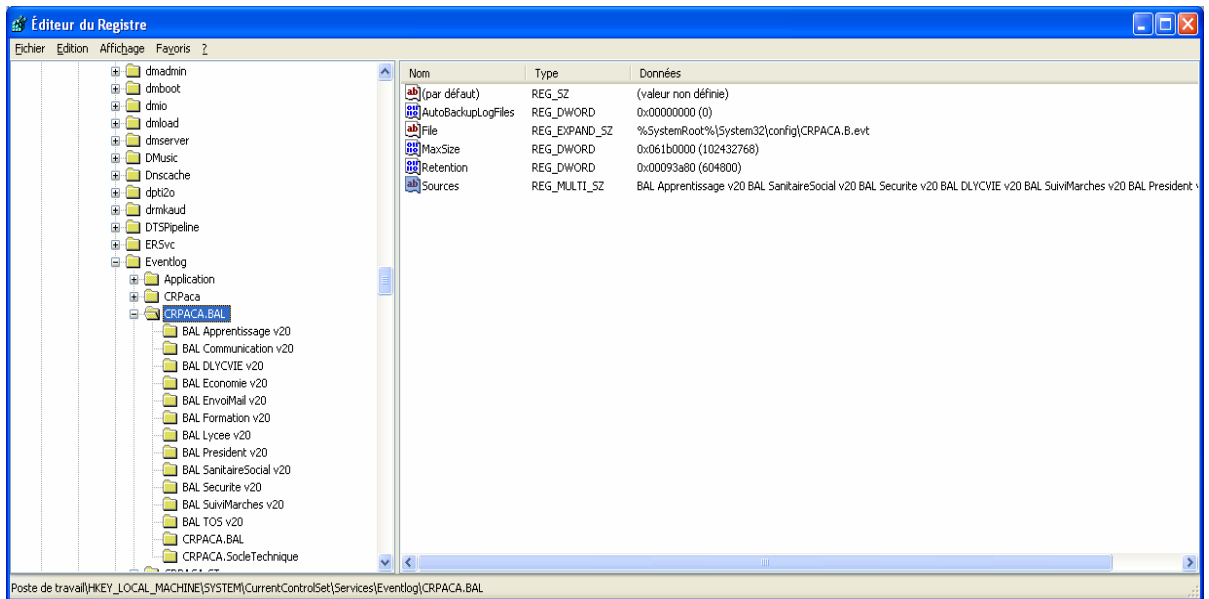 Éditeur du Registre
Fichier Edition Affichage Favoris ?
dmadmin
dmboot
dmio
dmload
dmserver
DMusic
Dnscache
dpti2o
drmkaud
DTSPipeline
ERSvc
Eventlog
Application
CRPaca
CRPACA.BAL
BAL Apprentissage v20
BAL Communication v20
BAL DLYCVIE v20
BAL Economie v20
BAL EnvoiMail v20
BAL Formation v20
BAL Lycee v20
BAL President v20
BAL SanitaireSocial v20
BAL Securite v20
BAL SuiviMarches v20
BAL TOS v20
CRPACA.BAL
CRPACA.SocleTechnique
Nom Type Données
(par défaut) REG_SZ (valeur non définie)
AutoBackupLogFiles REG_DWORD 0x00000000 (0)
File REG_EXPAND_SZ %SystemRoot%\System32\config\CRPACA.B.evt
MaxSize REG_DWORD 0x061b0000 (102432768)
Retention REG_DWORD 0x00093a80 (604800)
Sources REG_MULTI_SZ BAL Apprentissage v20 BAL SanitaireSocial v20 BAL Securite v20 BAL DLYCVIE v20 BAL SuiviMarches v20 BAL President
Poste de travail\HKEY_LOCAL_MACHINE\SYSTEM\CurrentControlSet\Services\Eventlog\CRPACA.BAL